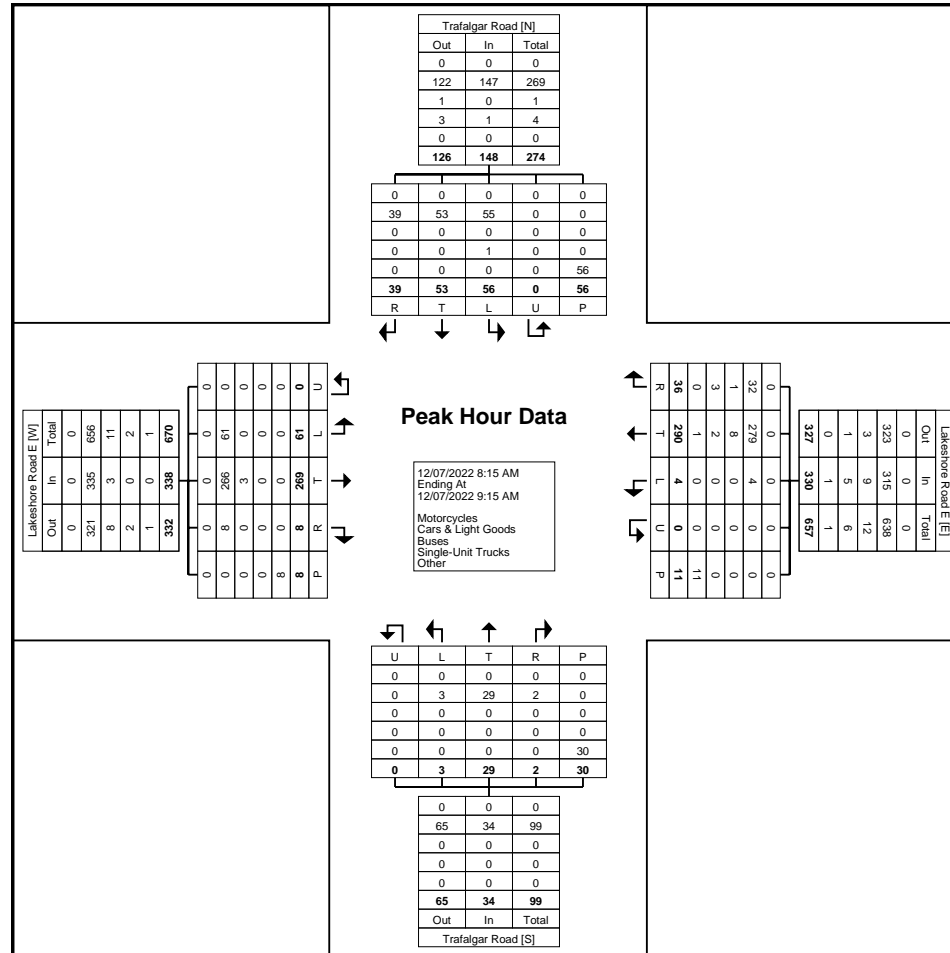 Trafalgar Road [N]
Out In Total
0 0 0
122 147 269
1 0 1
3 1 4
0 0 0
126 148 274
0 0 0 0 0
39 53 55 0 0
0 0 0 0 0
0 0 1 0 0
0 0 0 0 56
39 53 56 0 56
R T L U P
Lakeshore Road E [W]
Total In Out
0 0 0
656 335 321
11 3 8
2 0 2
1 0 1
670 338 332
0 0 0 0 0
0 61 266 8 0
0 0 3 0 0
0 0 0 0 0
0 0 0 0 8
0 61 269 8 8
U L T R P
Peak Hour Data
12/07/2022 8:15 AM
Ending At
12/07/2022 9:15 AM
Motorcycles
Cars & Light Goods
Buses
Single-Unit Trucks
Other
R T L U P
36 290 4 0 11
0 1 0 0 11
3 2 0 0 0
1 8 0 0 0
32 279 4 0 0
0 0 0 0 0
327 330 657
0 1 1
1 5 6
3 9 12
323 315 638
0 0 0
Out In Total
Lakeshore Road E [E]
U L T R P
0 0 0 0 0
0 3 29 2 0
0 0 0 0 0
0 0 0 0 0
0 0 0 0 30
0 3 29 2 30
0 0 0
65 34 99
0 0 0
0 0 0
0 0 0
65 34 99
Out In Total
Trafalgar Road [S]